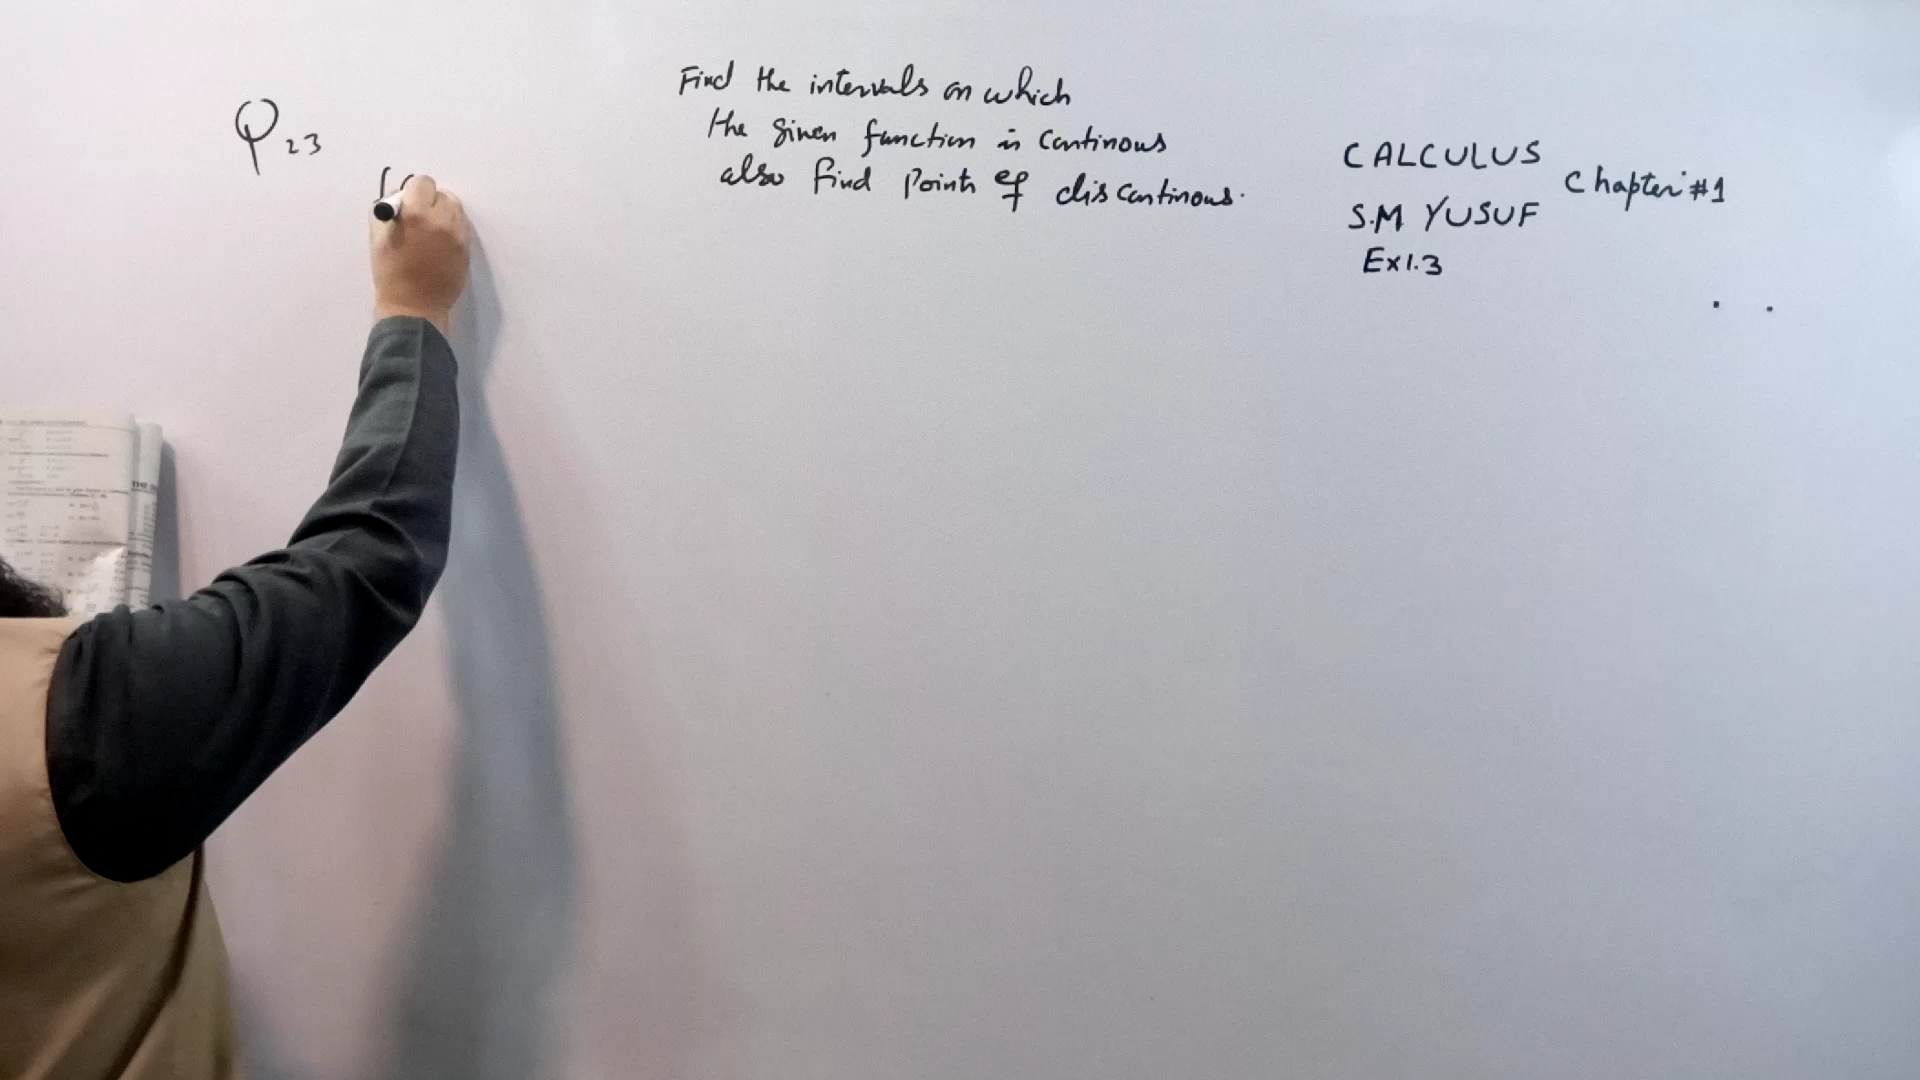 Q 23
f(
Find the intervals on which
the given function is continous
also find points of discontinous.
CALCULUS
Chapter #1
S.M YUSUF
Ex1.3